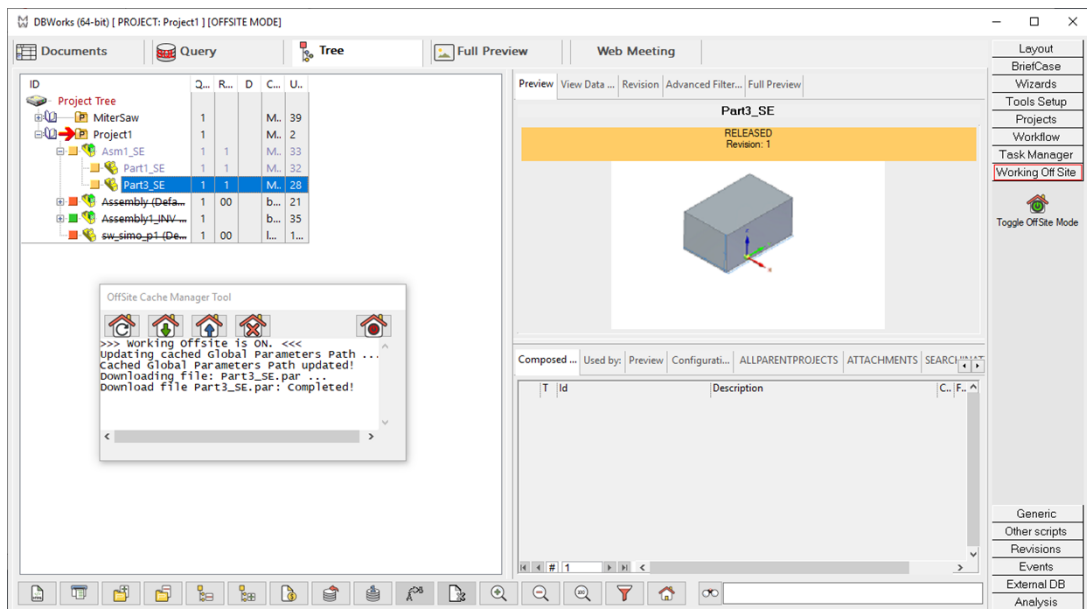 DBWorks (64-bit) [ PROJECT: Project1 ] [OFFSITE MODE]
Documents Query Tree Full Preview Web Meeting
ID Q... R... D C... U..
Project Tree
MiterSaw 1 M.. 39
Project1 1 M.. 2
Asm1_SE 1 1 M.. 33
Part1_SE 1 1 M.. 32
Part3_SE 1 1 M.. 28
Assembly (Defa... 1 00 b... 21
Assembly1_INV ... 1 b... 35
sw_simo_p1 (De... 1 00 l... 1...
OffSite Cache Manager Tool
>>> Working Offsite is ON. <<<
Updating cached Global Parameters Path ...
Cached Global Parameters Path updated!
Downloading file: Part3_SE.par ...
Download file Part3_SE.par: Completed!
Preview View Data ... Revision Advanced Filter... Full Preview
Part3_SE
RELEASED
Revision: 1
Composed ... Used by: Preview Configurati... ALLPARENTPROJECTS ATTACHMENTS
T Id Description C.. F..
# 1
Layout
BriefCase
Wizards
Tools Setup
Projects
Workflow
Task Manager
Working Off Site
Toggle OffSite Mode
Generic
Other scripts
Revisions
Events
External DB
Analysis